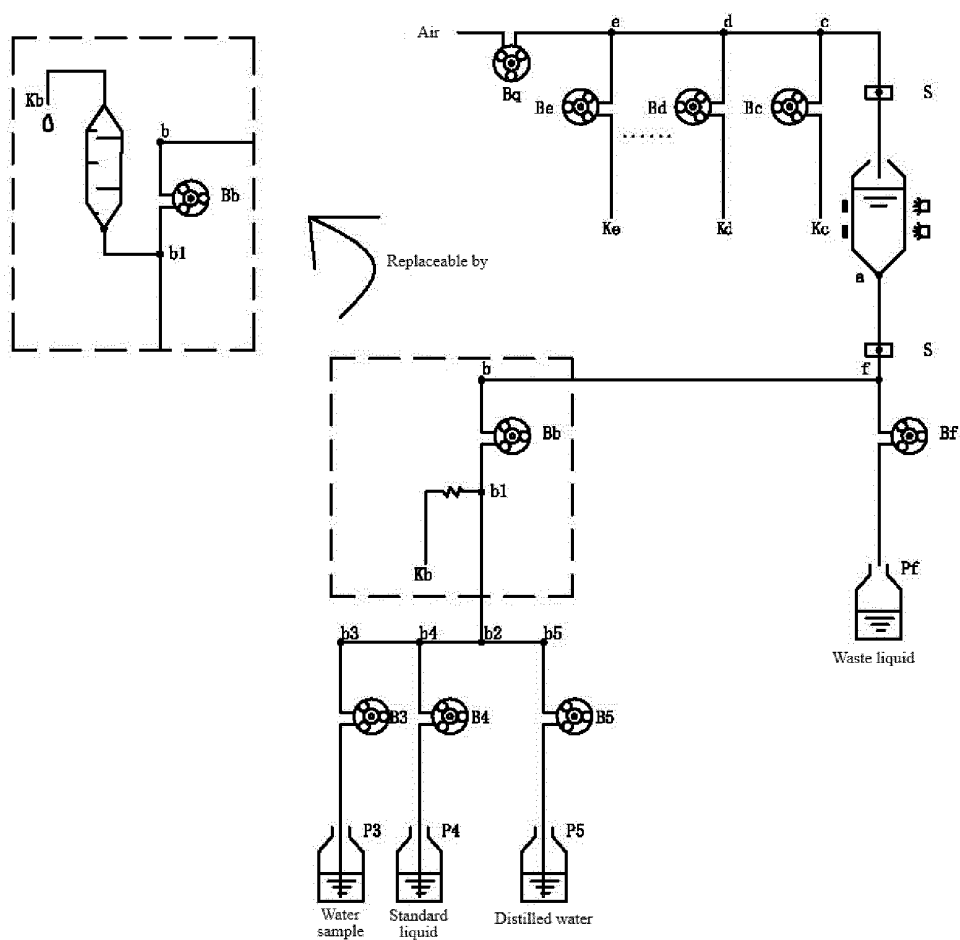 Air
e
d
c
Bq
Be
Bd
Bc
S
......
Ke
Kd
Kc
a
S
f
Kb
b
Bb
b1
Replaceable by
b
Bb
b1
Kb
Bf
Pf
Waste liquid
b3
b4
b2
b5
B3
B4
B5
P3
P4
P5
Water
sample
Standard
liquid
Distilled water